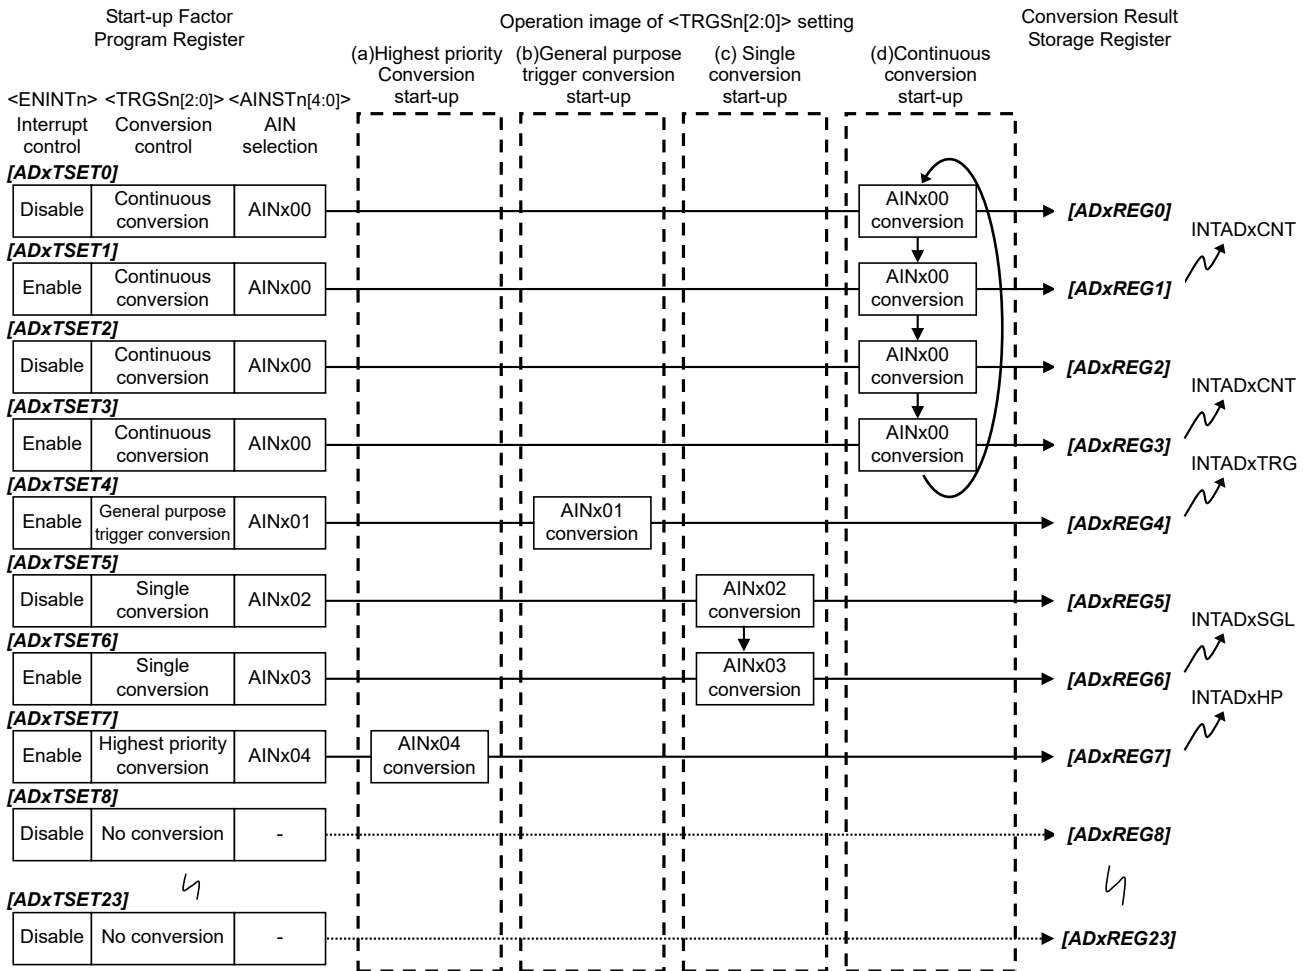 Start-up Factor
Program Register
Operation image of <TRGSn[2:0]> setting
Conversion Result
Storage Register
(a)Highest priority
Conversion
start-up
(b)General purpose
trigger conversion
start-up
(c) Single
conversion
start-up
(d)Continuous
conversion
start-up
<ENINTn> <TRGSn[2:0]> <AINSTn[4:0]>
Interrupt
control
Conversion
control
AIN
selection
[ADxTSET0]
Disable
Continuous
conversion
AINx00
AINx00
conversion
[ADxREG0]
INTADxCNT
[ADxTSET1]
Enable
Continuous
conversion
AINx00
AINx00
conversion
[ADxREG1]
[ADxTSET2]
Disable
Continuous
conversion
AINx00
AINx00
conversion
[ADxREG2]
INTADxCNT
[ADxTSET3]
Enable
Continuous
conversion
AINx00
AINx00
conversion
[ADxREG3]
INTADxTRG
[ADxTSET4]
Enable
General purpose
trigger conversion
AINx01
AINx01
conversion
[ADxREG4]
[ADxTSET5]
Disable
Single
conversion
AINx02
AINx02
conversion
[ADxREG5]
INTADxSGL
[ADxTSET6]
Enable
Single
conversion
AINx03
AINx03
conversion
[ADxREG6]
INTADxHP
[ADxTSET7]
Enable
Highest priority
conversion
AINx04
AINx04
conversion
[ADxREG7]
[ADxTSET8]
Disable
No conversion
-
[ADxREG8]
[ADxTSET23]
Disable
No conversion
-
[ADxREG23]